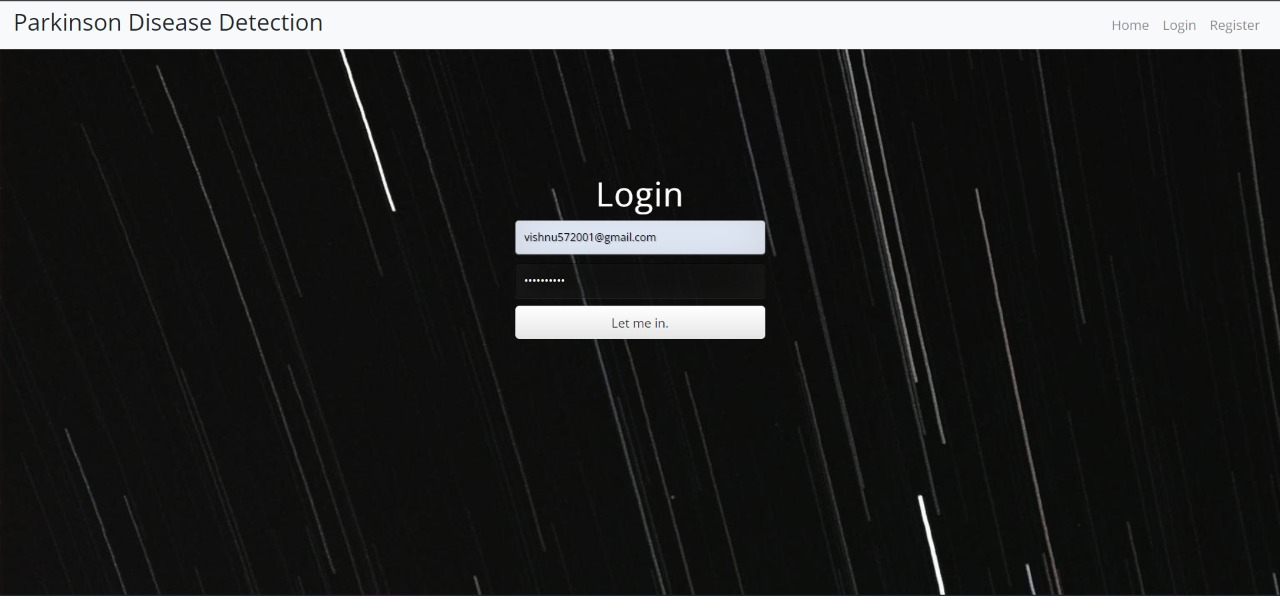 Parkinson Disease Detection
Home Login Register
Login
vishnu572001@gmail.com
••••••••••
Let me in.